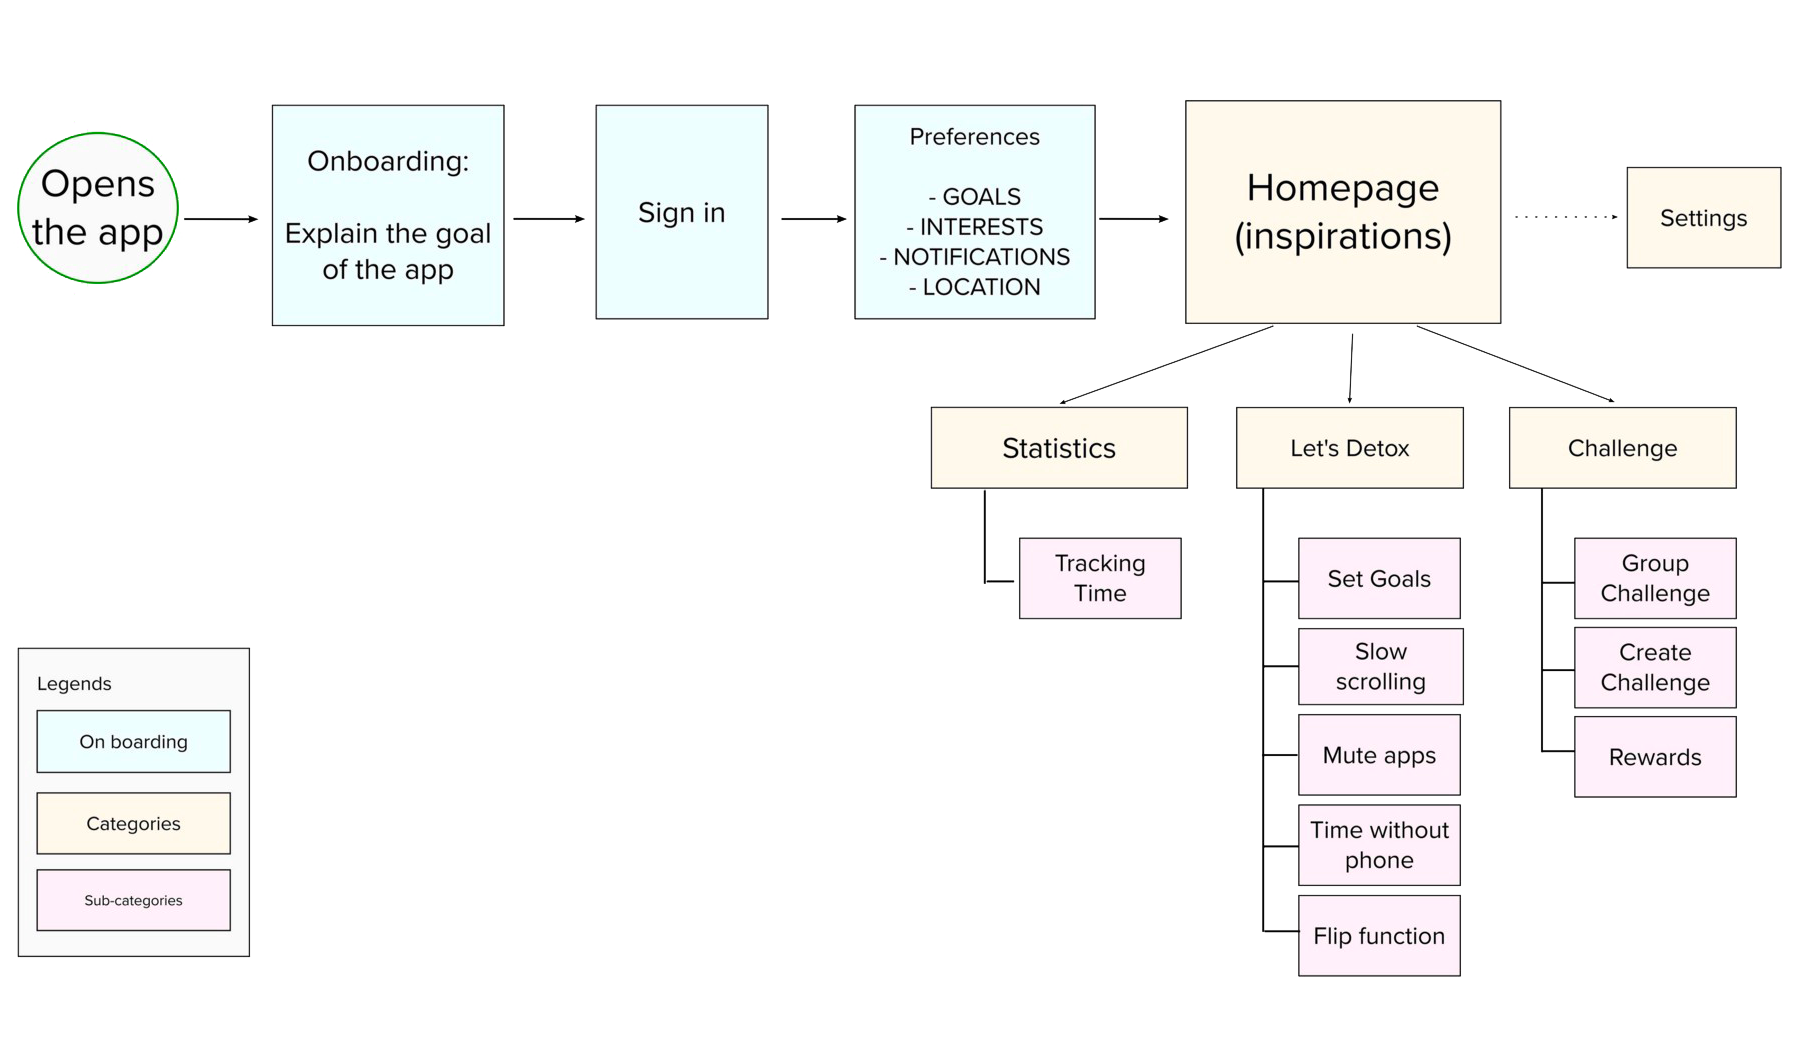 Opens
the app
Onboarding:
Explain the goal
of the app
Sign in
Preferences
- GOALS
- INTERESTS
- NOTIFICATIONS
- LOCATION
Homepage
(inspirations)
Settings
Statistics
Let's Detox
Challenge
Tracking
Time
Set Goals
Slow
scrolling
Mute apps
Time without
phone
Flip function
Group
Challenge
Create
Challenge
Rewards
Legends
On boarding
Categories
Sub-categories